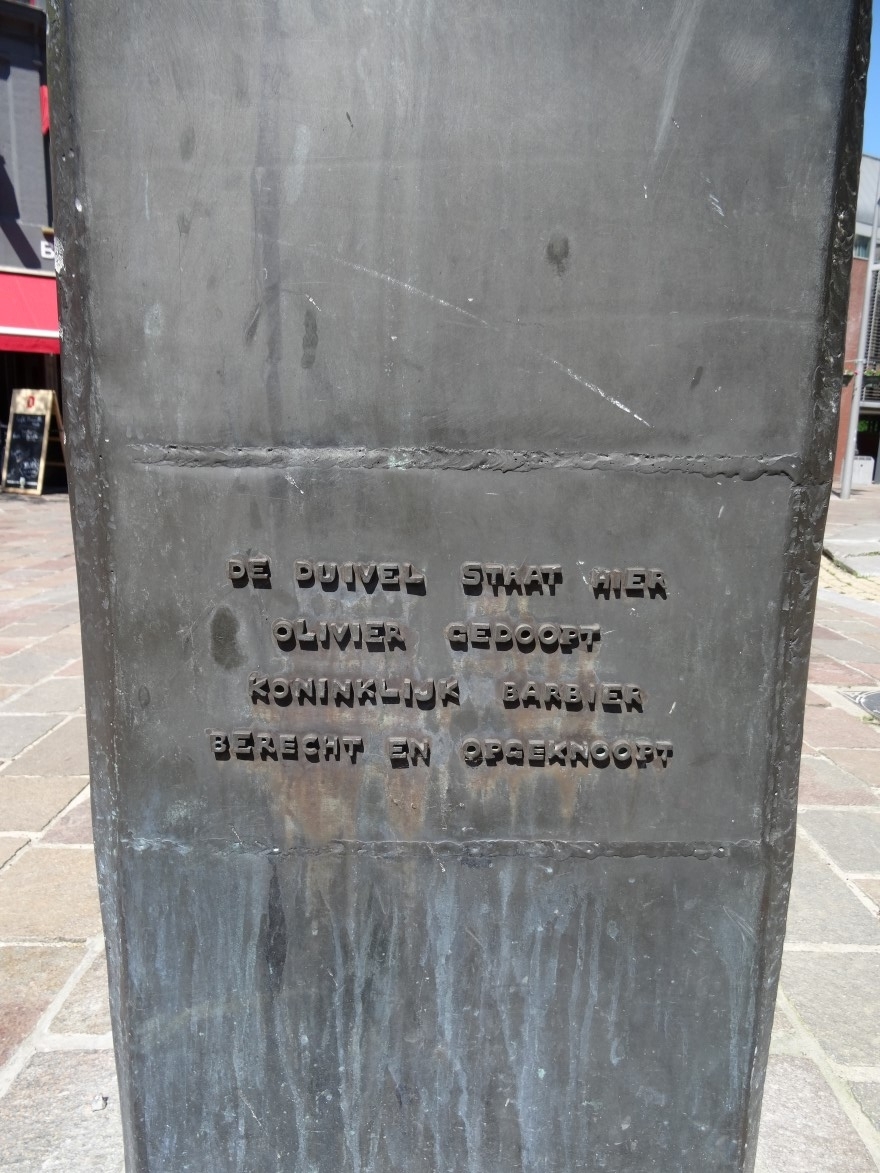 DE DUIVEL STAAT HIER
OLIVIER GEDOOPT
KONINKLIJK BARBIER
BERECHT EN OPGEKNOOPT